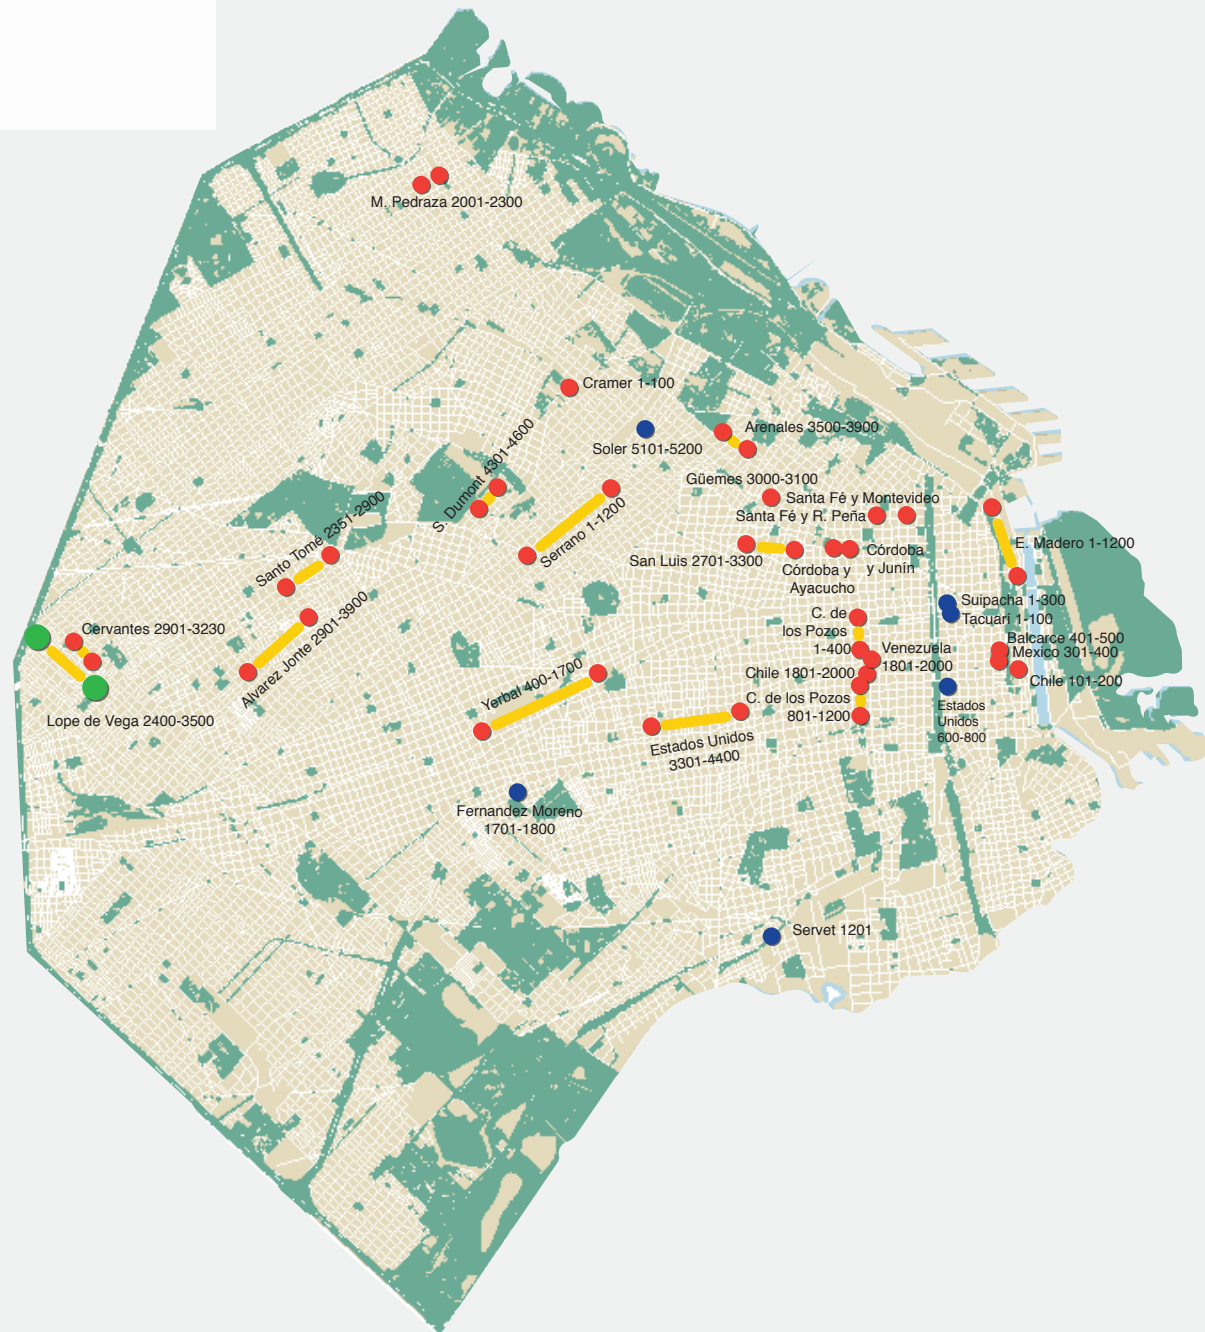 M. Pedraza 2001-2300
Cramer 1-100
Arenales 3500-3900
Soler 5101-5200
S. Dumont 4301-4600
Güemes 3000-3100
Santa Fé y Montevideo
Santa Fé y R. Peña
Santo Tomé 2351-2900
Serrano 1-1200
E. Madero 1-1200
San Luis 2701-3300
Córdoba y
Ayacucho
Córdoba
y Junín
Suipacha 1-300
Tacuarí 1-100
C. de
los Pozos
1-400
Cervantes 2901-3230
Alvarez Jonte 2901-3900
Balcarce 401-500
Mexico 301-400
Venezuela
1801-2000
Chile 1801-2000
Chile 101-200
Yerbal 400-1700
C. de los Pozos
801-1200
Estados
Unidos
600-800
Lope de Vega 2400-3500
Estados Unidos
3301-4400
Fernandez Moreno
1701-1800
Servet 1201